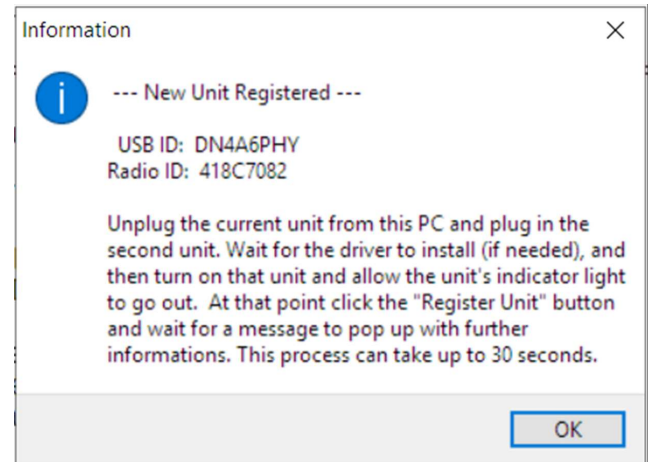 Information
--- New Unit Registered ---
USB ID: DN4A6PHY
Radio ID: 418C7082
Unplug the current unit from this PC and plug in the
second unit. Wait for the driver to install (if needed), and
then turn on that unit and allow the unit's indicator light
to go out. At that point click the "Register Unit" button
and wait for a message to pop up with further
informations. This process can take up to 30 seconds.
OK